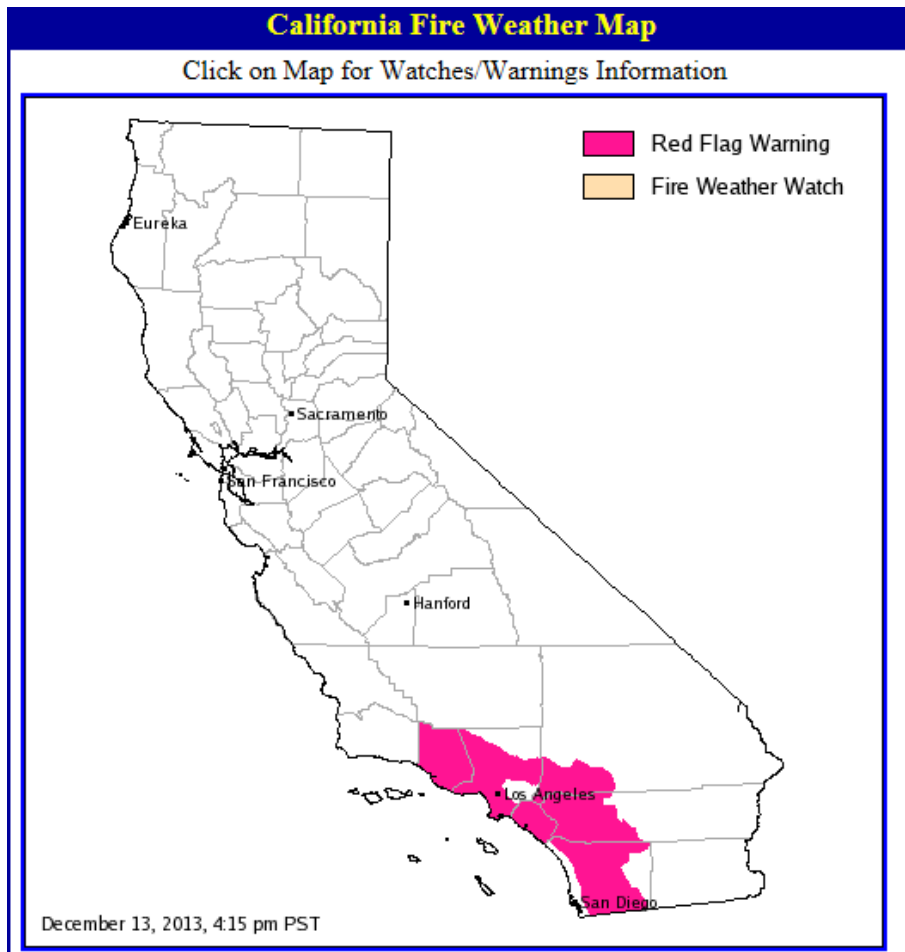 California Fire Weather Map
Click on Map for Watches/Warnings Information
Red Flag Warning
Fire Weather Watch
Eureka
Sacramento
San Francisco
Hanford
Los Angeles
San Diego
December 13, 2013, 4:15 pm PST